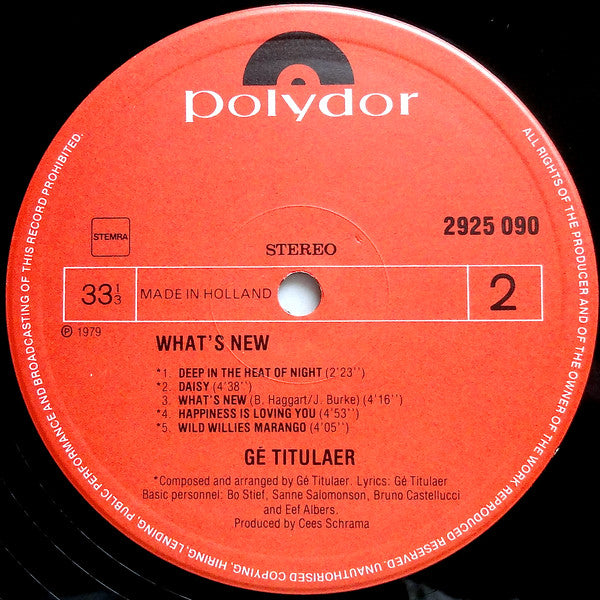 polydor
STEMRA
2925 090
STEREO
33 1/3
MADE IN HOLLAND
2
℗ 1979
WHAT'S NEW
*1. DEEP IN THE HEAT OF NIGHT (2'23'')
*2. DAISY (4'38'')
3. WHAT'S NEW (B. Haggart/J. Burke) (4'16'')
*4. HAPPINESS IS LOVING YOU (4'53'')
*5. WILD WILLIES MARANGO (4'05'')
GÉ TITULAER
*Composed and arranged by Gé Titulaer. Lyrics: Gé Titulaer
Basic personnel: Bo Stief, Sanne Salomonson, Bruno Castellucci
and Eef Albers.
Produced by Cees Schrama
ALL RIGHTS OF THE PRODUCER AND OF THE OWNER OF THE WORK REPRODUCED RESERVED. UNAUTHORISED COPYING, HIRING, LENDING, PUBLIC PERFORMANCE AND BROADCASTING OF THIS RECORD PROHIBITED.